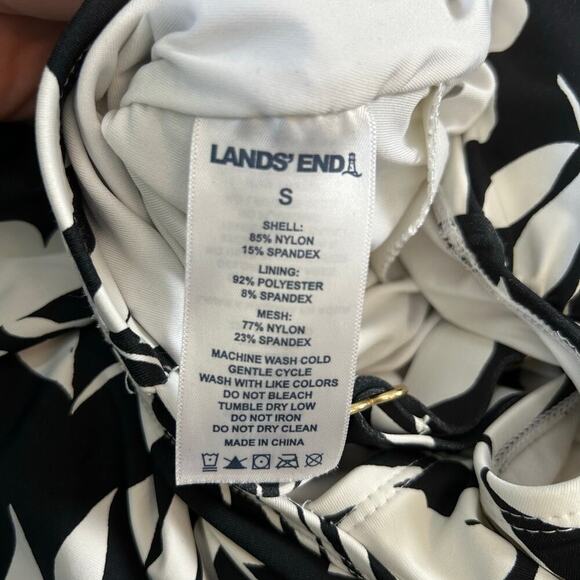 LANDS' END
S
SHELL:
85% NYLON
15% SPANDEX
LINING:
92% POLYESTER
8% SPANDEX
MESH:
77% NYLON
23% SPANDEX
MACHINE WASH COLD
GENTLE CYCLE
WASH WITH LIKE COLORS
DO NOT BLEACH
TUMBLE DRY LOW
DO NOT IRON
DO NOT DRY CLEAN
MADE IN CHINA